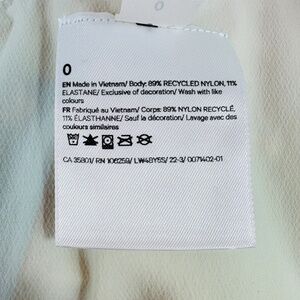 0
0
EN Made in Vietnam/ Body: 89% RECYCLED NYLON, 11%
ELASTANE/ Exclusive of decoration/ Wash with like
colours
FR Fabriqué au Vietnam/ Corps: 89% NYLON RECYCLÉ,
11% ÉLASTHANNE/ Sauf la décoration/ Lavage avec des
couleurs similaires
CA 35801/ RN 106259/ LW4BY5S/ 22-3/ 0071402-01